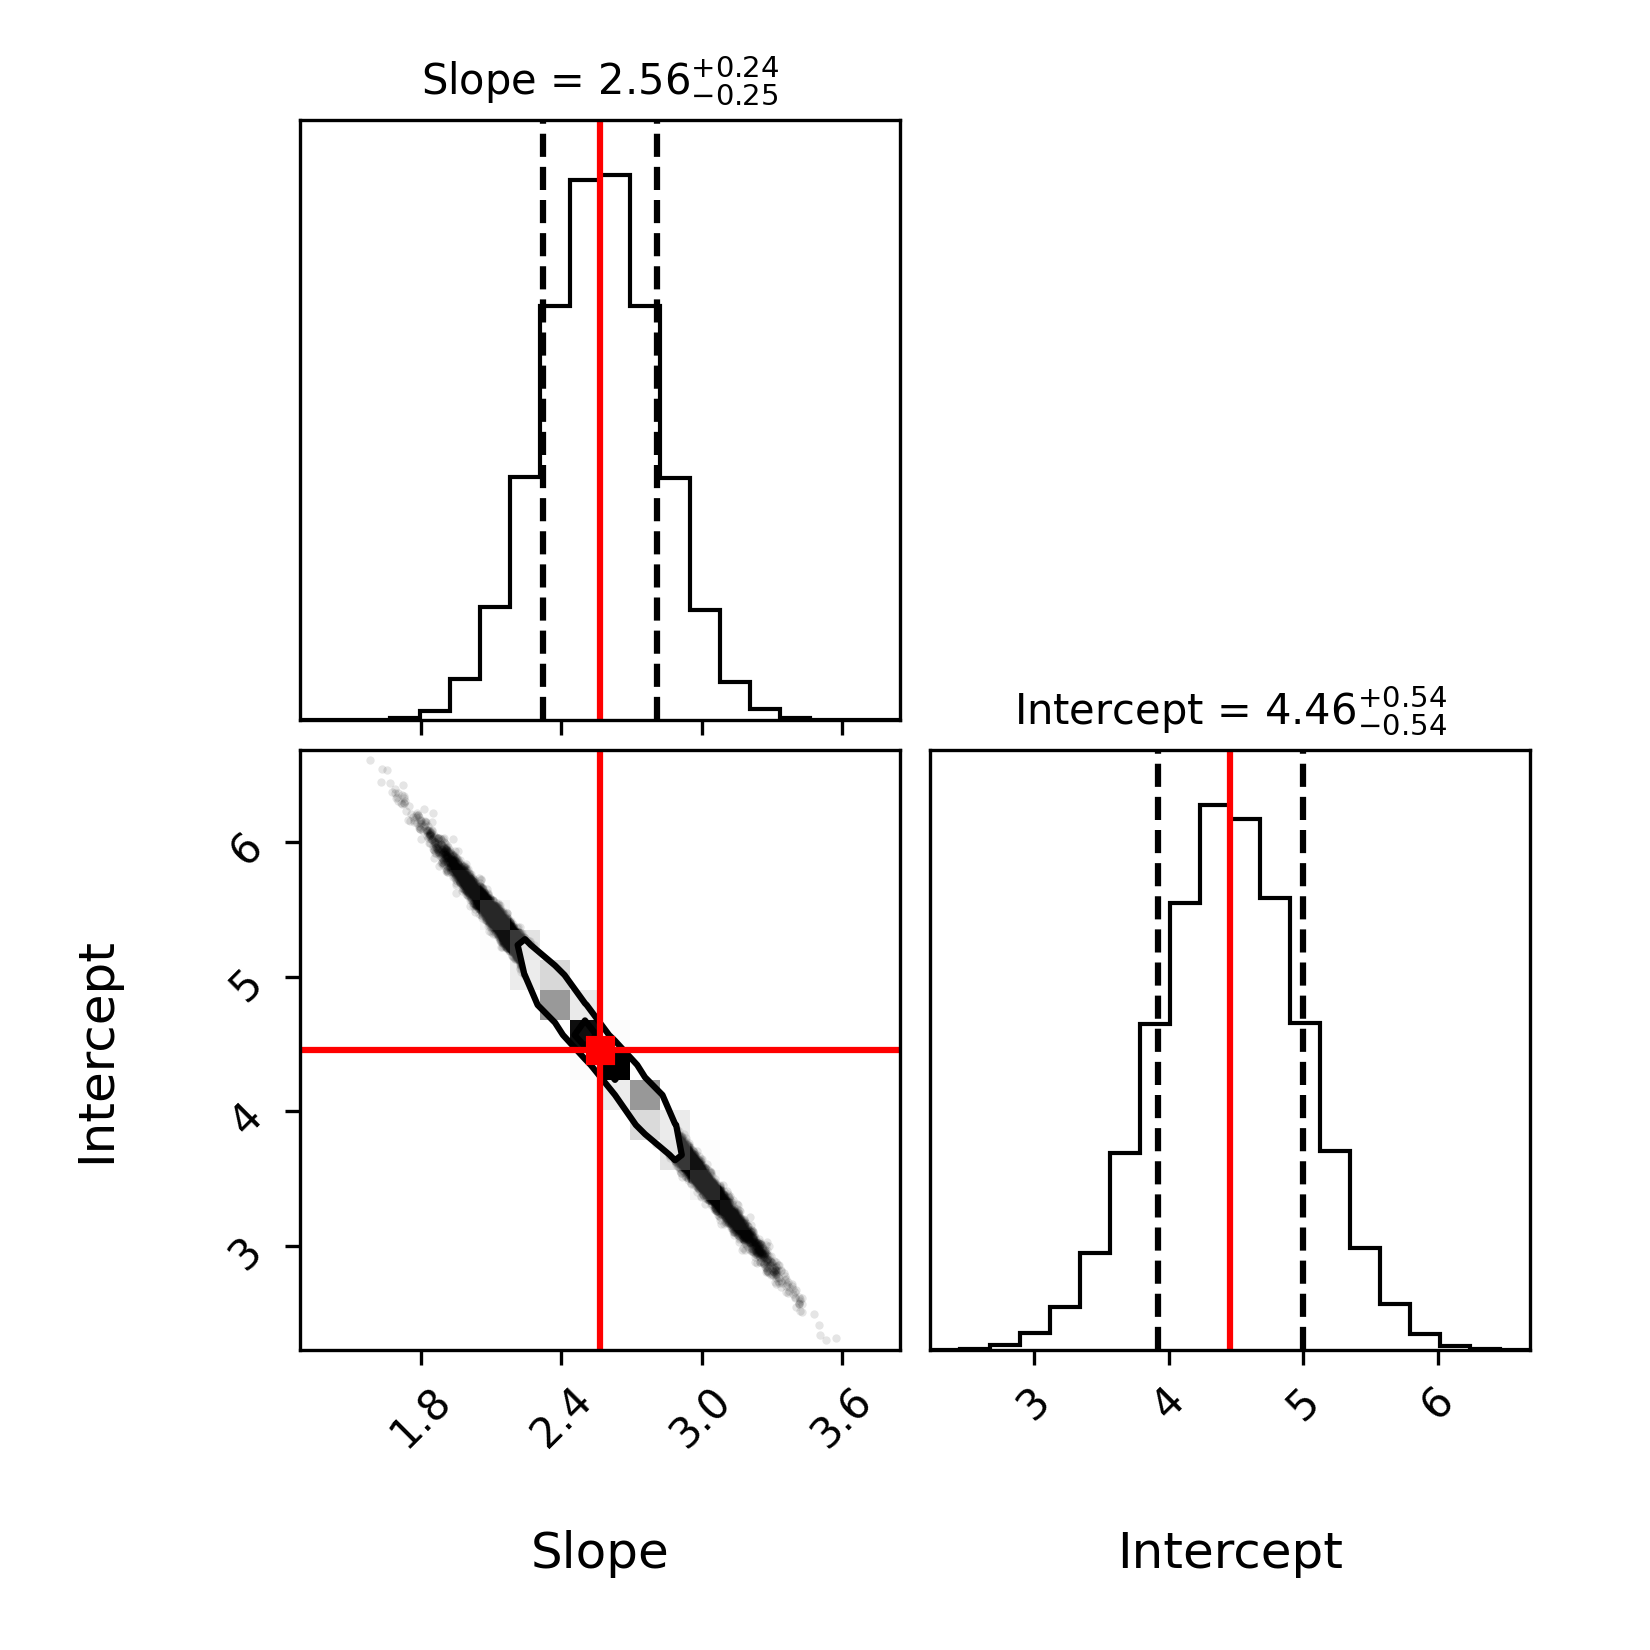 Slope = 2.56+0.24−0.25
Intercept = 4.46+0.54−0.54
Intercept
6
5
4
3
1.8 2.4 3.0 3.6
3 4 5 6
Slope
Intercept